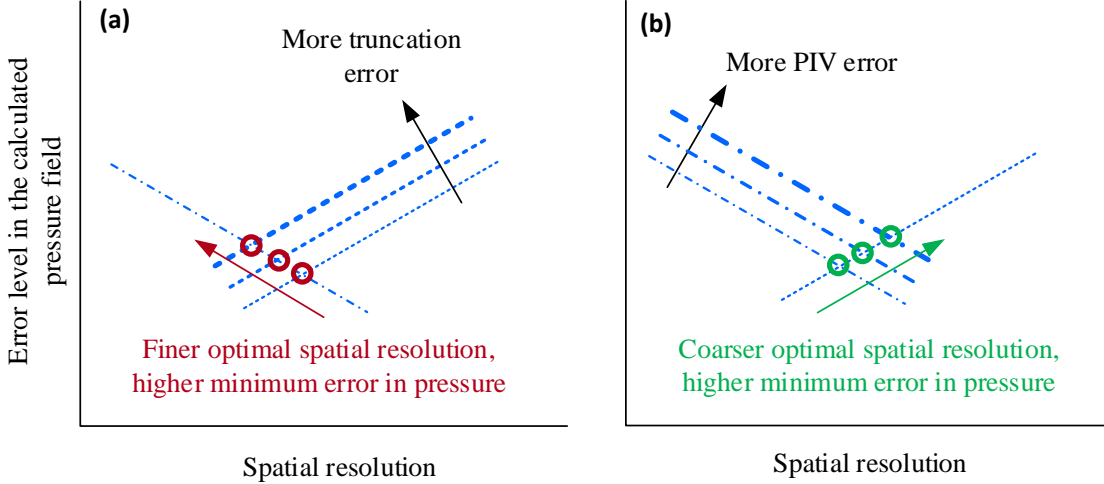 (a)
More truncation
error
Error level in the calculated
pressure field
Finer optimal spatial resolution,
higher minimum error in pressure
Spatial resolution
(b)
More PIV error
Coarser optimal spatial resolution,
higher minimum error in pressure
Spatial resolution